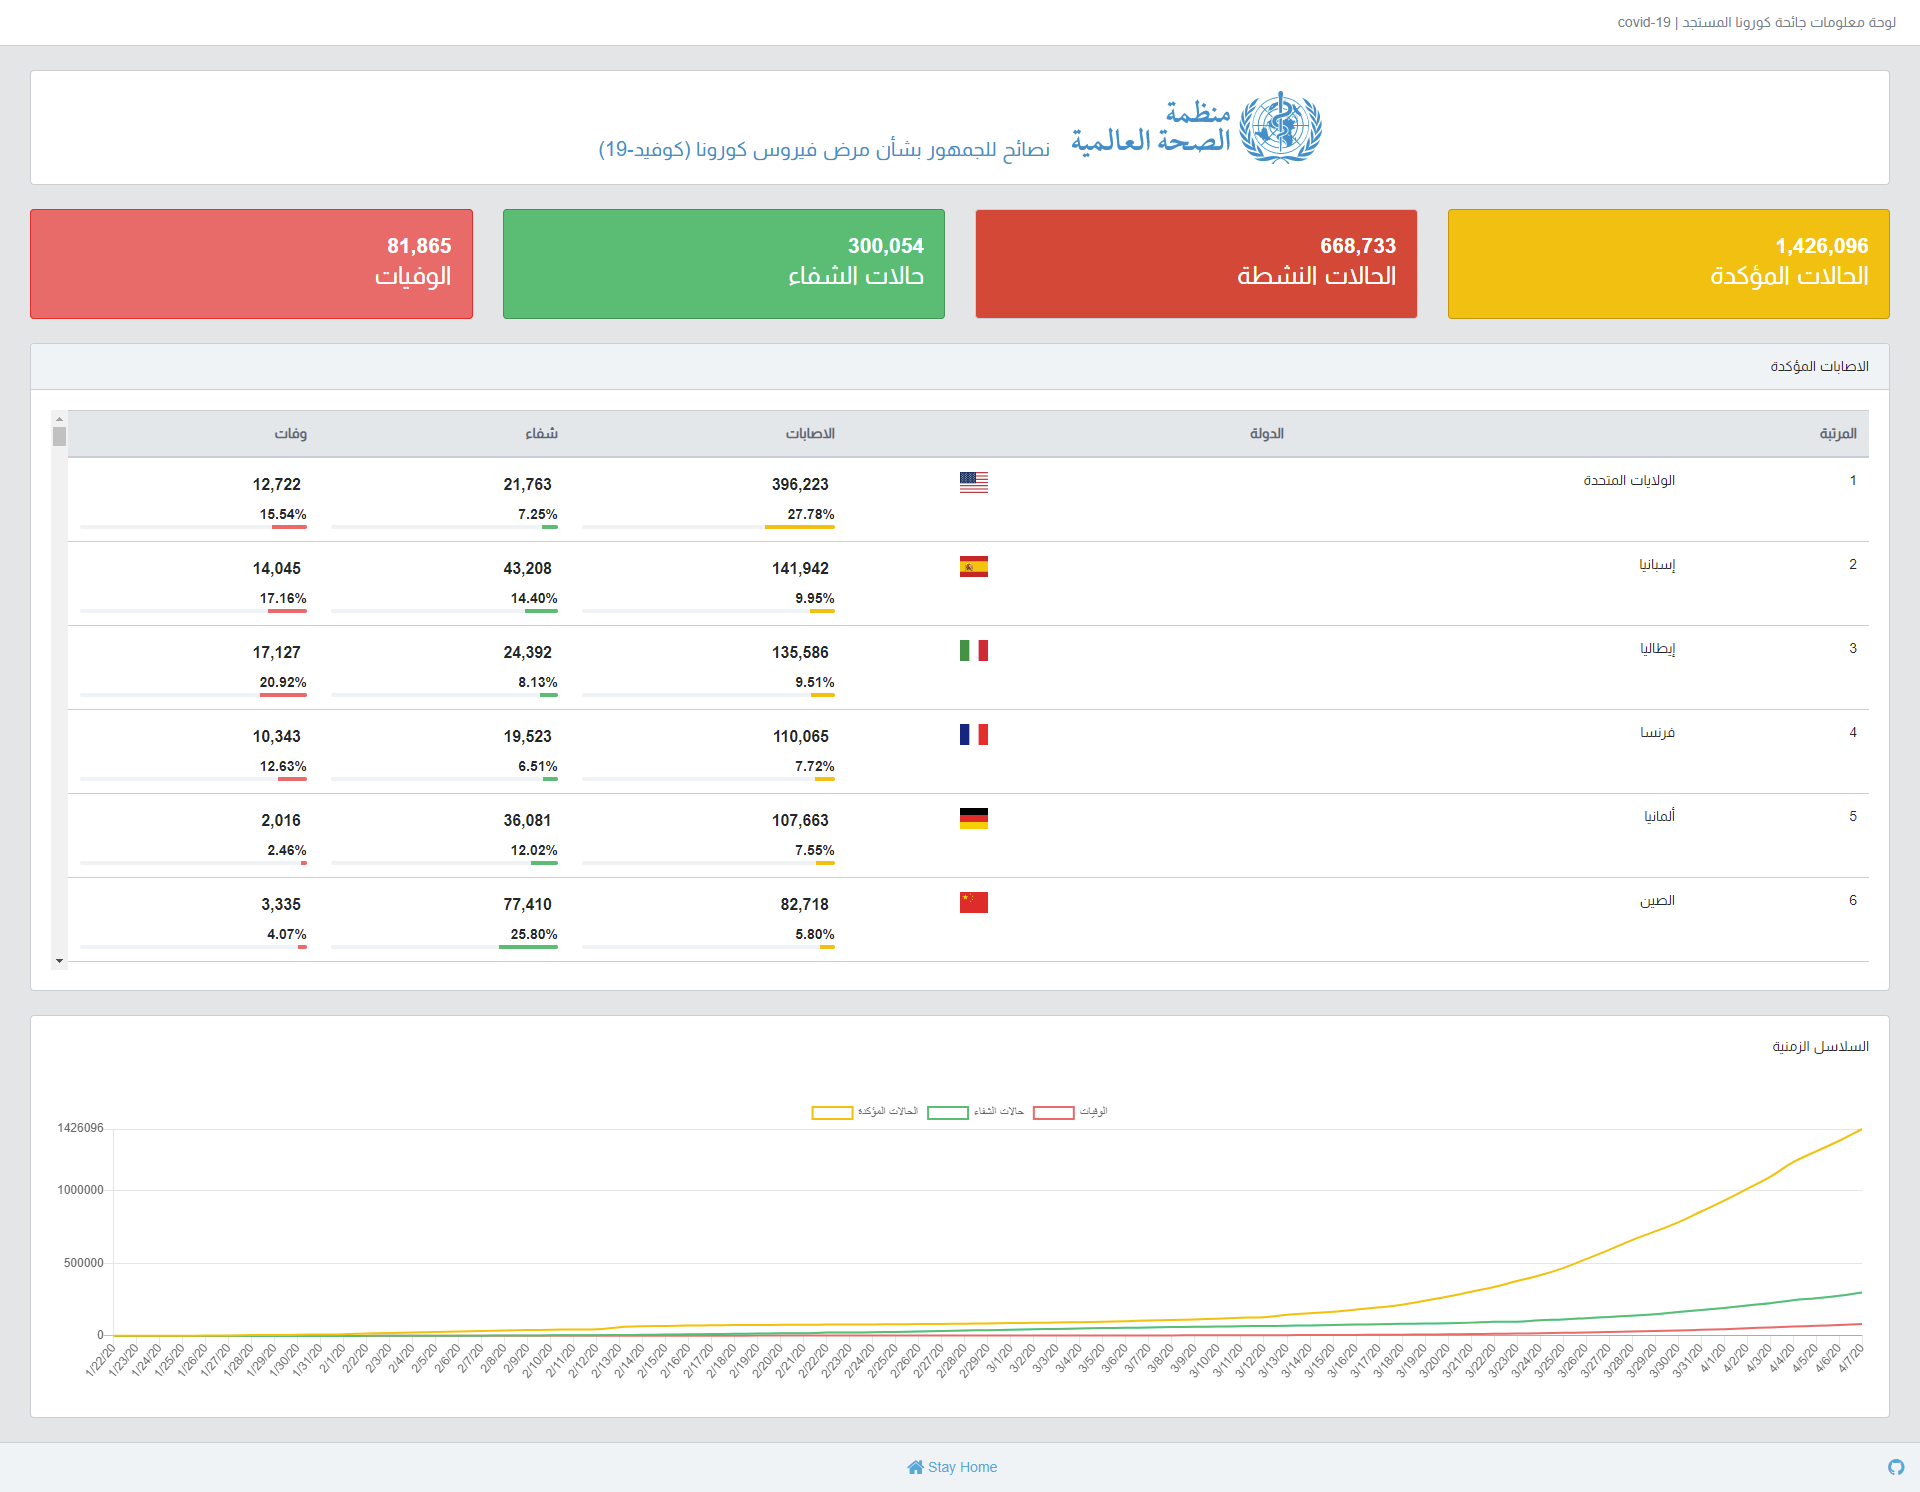 لوحة معلومات جائحة كورونا المستجد | covid-19
منظمة
الصحة العالمية
نصائح للجمهور بشأن مرض فيروس كورونا (كوفيد-19)
1,426,096
الحالات المؤكدة
668,733
الحالات النشطة
300,054
حالات الشفاء
81,865
الوفيات
الاصابات المؤكدة
المرتبة الدولة الاصابات شفاء وفات
1 الولايات المتحدة 396,223 21,763 12,722
27.78% 7.25% 15.54%
2 إسبانيا 141,942 43,208 14,045
9.95% 14.40% 17.16%
3 إيطاليا 135,586 24,392 17,127
9.51% 8.13% 20.92%
4 فرنسا 110,065 19,523 10,343
7.72% 6.51% 12.63%
5 ألمانيا 107,663 36,081 2,016
7.55% 12.02% 2.46%
6 الصين 82,718 77,410 3,335
5.80% 25.80% 4.07%
السلاسل الزمنية
الوفيات حالات الشفاء الحالات المؤكدة
1426096
1000000
500000
0
1/22/20 1/23/20 1/24/20 1/25/20 1/26/20 1/27/20 1/28/20 1/29/20 1/30/20 1/31/20 2/1/20 2/2/20 2/3/20 2/4/20 2/5/20 2/6/20 2/7/20 2/8/20 2/9/20 2/10/20 2/11/20 2/12/20 2/13/20 2/14/20 2/15/20 2/16/20 2/17/20 2/18/20 2/19/20 2/20/20 2/21/20 2/22/20 2/23/20 2/24/20 2/25/20 2/26/20 2/27/20 2/28/20 2/29/20 3/1/20 3/2/20 3/3/20 3/4/20 3/5/20 3/6/20 3/7/20 3/8/20 3/9/20 3/10/20 3/11/20 3/12/20 3/13/20 3/14/20 3/15/20 3/16/20 3/17/20 3/18/20 3/19/20 3/20/20 3/21/20 3/22/20 3/23/20 3/24/20 3/25/20 3/26/20 3/27/20 3/28/20 3/29/20 3/30/20 3/31/20 4/1/20 4/2/20 4/3/20 4/4/20 4/5/20 4/6/20 4/7/20
Stay Home